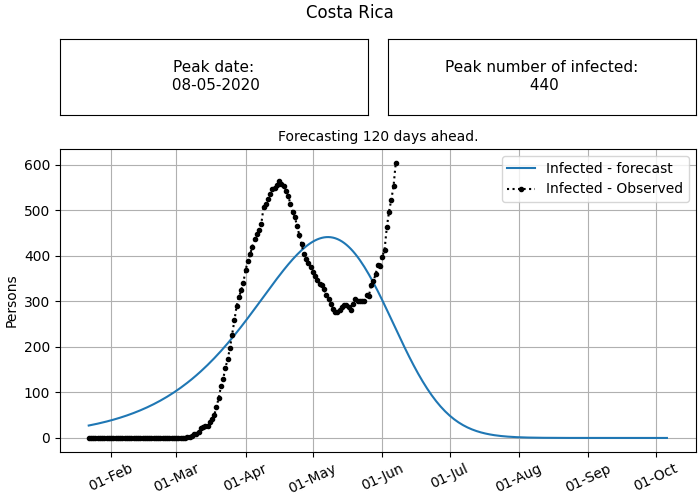 Costa Rica
Peak date:
08-05-2020
Peak number of infected:
440
Forecasting 120 days ahead.
Infected - forecast
Infected - Observed
Persons
600
500
400
300
200
100
0
01-Feb
01-Mar
01-Apr
01-May
01-Jun
01-Jul
01-Aug
01-Sep
01-Oct